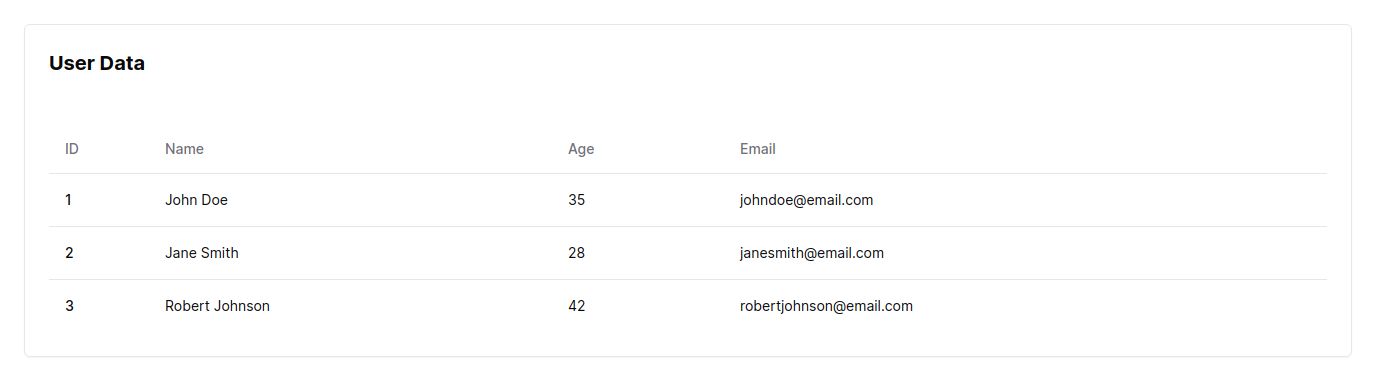 User Data
ID Name Age Email
1 John Doe 35 johndoe@email.com
2 Jane Smith 28 janesmith@email.com
3 Robert Johnson 42 robertjohnson@email.com